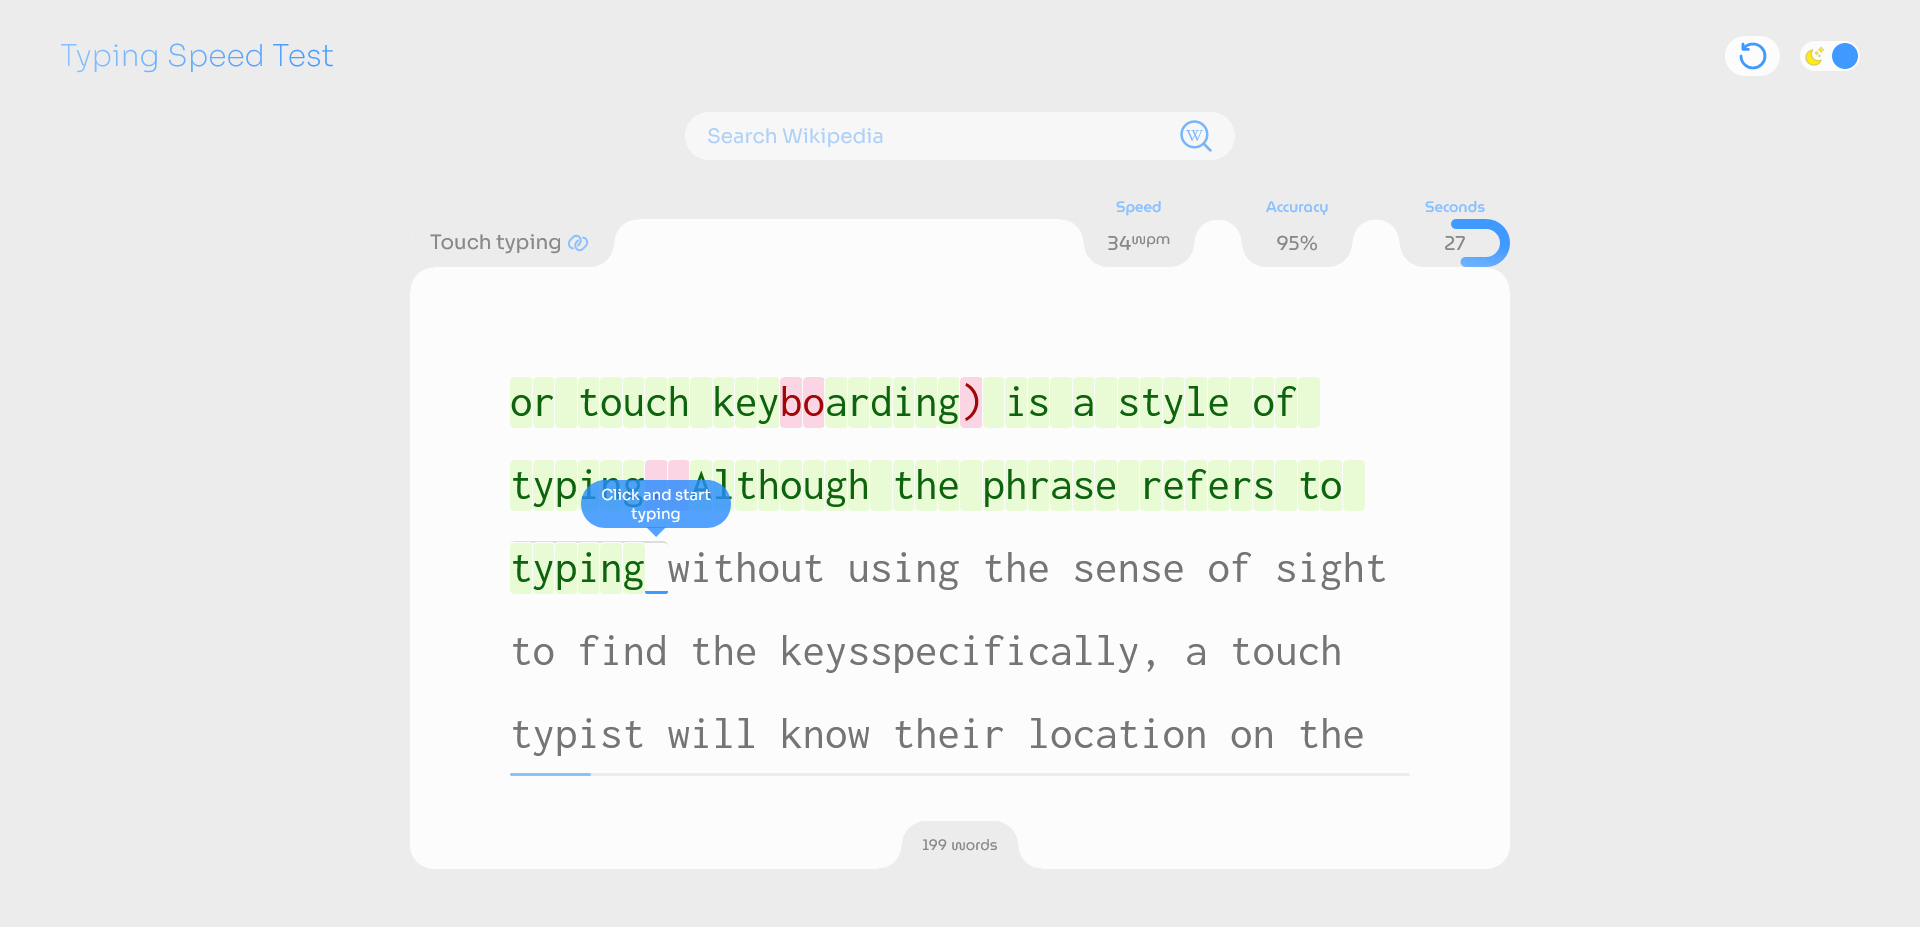 Typing Speed Test
Search Wikipedia
W
Touch typing
Speed
34wpm
Accuracy
95%
Seconds
27
or touch keyboarding) is a style of
typing. Although the phrase refers to
Click and start
typing
typing without using the sense of sight
to find the keysspecifically, a touch
typist will know their location on the
199 words